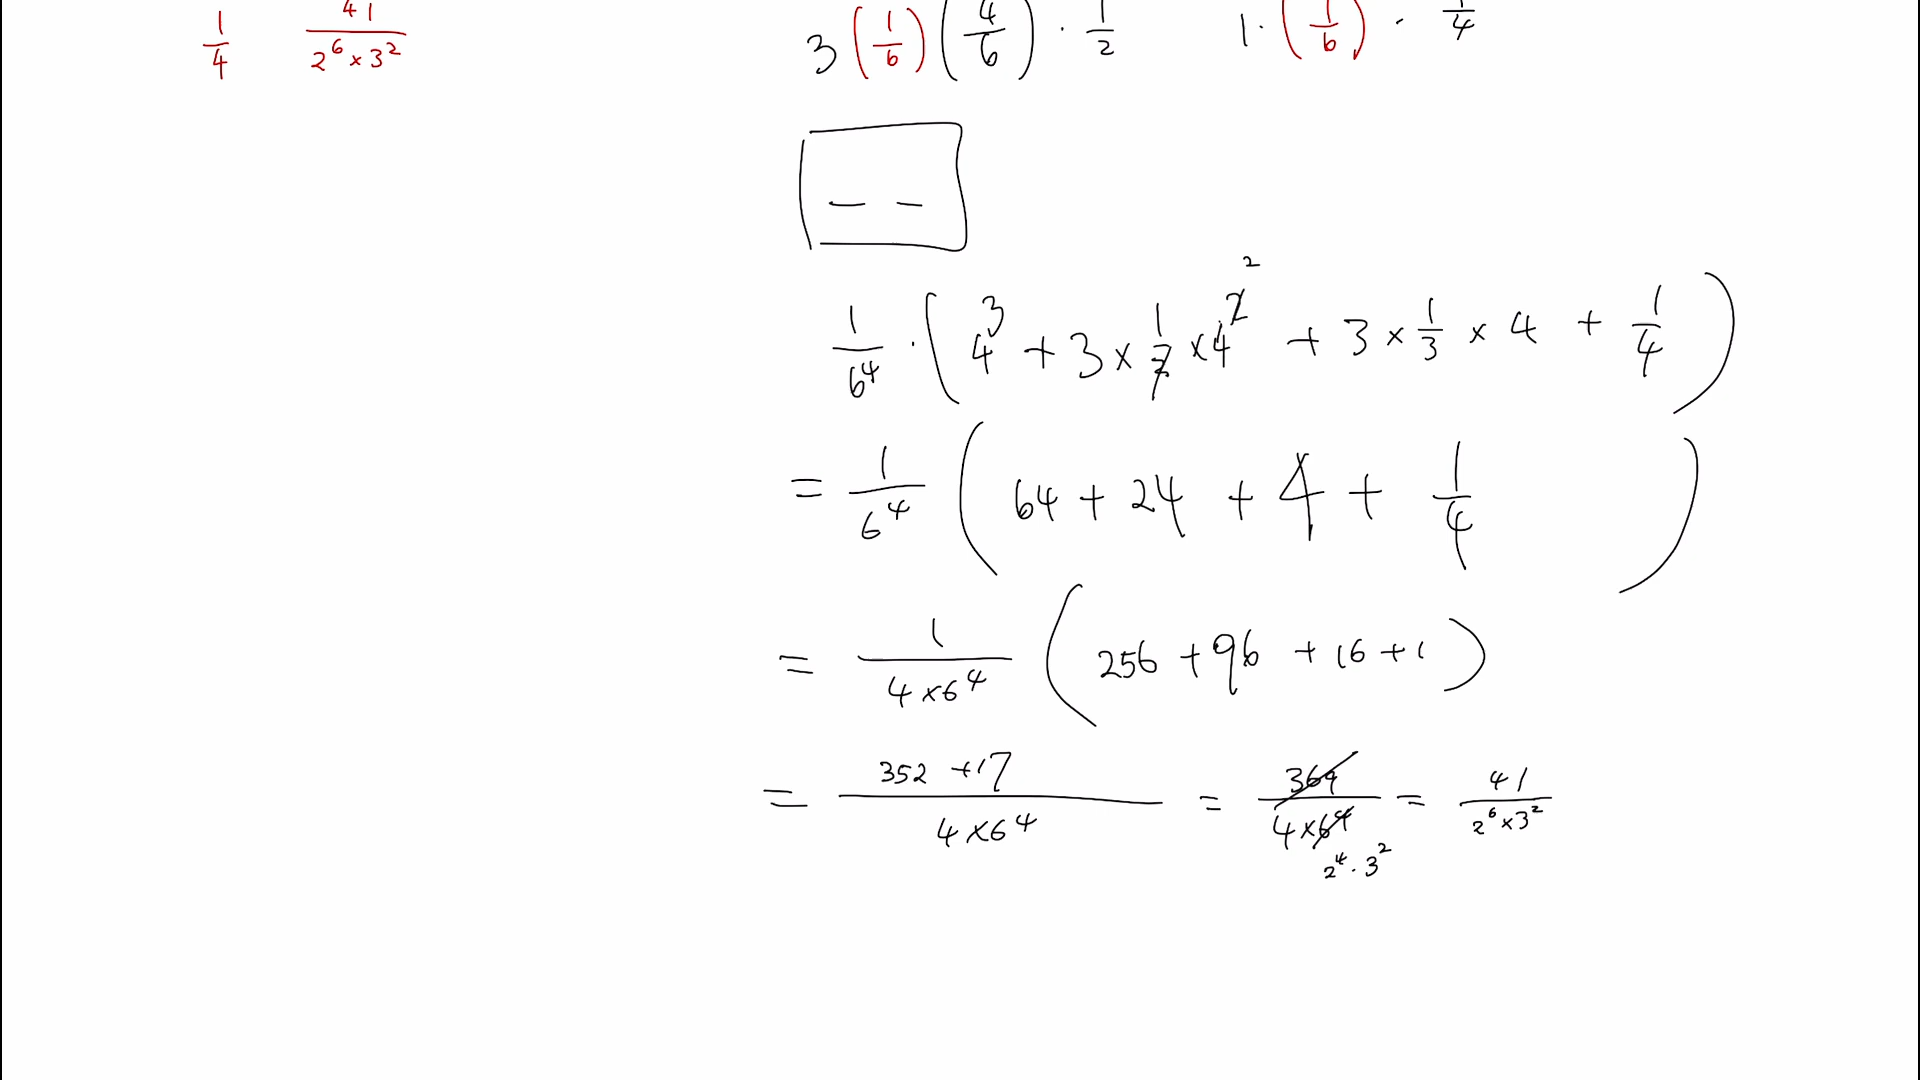 1/4 41/(2^6 × 3^2) 3 (1/6) (4/6) · 1/2 1 · (1/6) · 1/4
— —
1/6^4 · ( 4^3 + 3 × 1/2 × 4^2 + 3 × 1/3 × 4 + 1/4 )
= 1/6^4 ( 64 + 24 + 4 + 1/4 )
= 1/(4 × 6^4) ( 256 + 96 + 16 + 1 )
= (352 + 17)/(4 × 6^4) = 369/(4 × 6^4) = 41/(2^6 × 3^2)
2^4 · 3^2